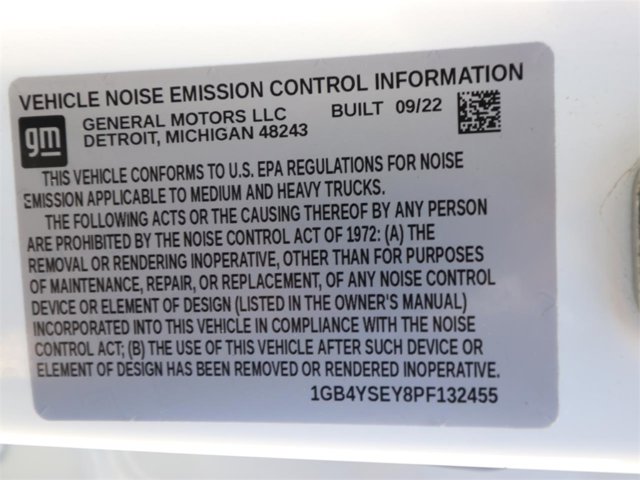 VEHICLE NOISE EMISSION CONTROL INFORMATION
gm
GENERAL MOTORS LLC BUILT 09/22
DETROIT, MICHIGAN 48243
THIS VEHICLE CONFORMS TO U.S. EPA REGULATIONS FOR NOISE
EMISSION APPLICABLE TO MEDIUM AND HEAVY TRUCKS.
THE FOLLOWING ACTS OR THE CAUSING THEREOF BY ANY PERSON
ARE PROHIBITED BY THE NOISE CONTROL ACT OF 1972: (A) THE
REMOVAL OR RENDERING INOPERATIVE, OTHER THAN FOR PURPOSES
OF MAINTENANCE, REPAIR, OR REPLACEMENT, OF ANY NOISE CONTROL
DEVICE OR ELEMENT OF DESIGN (LISTED IN THE OWNER'S MANUAL)
INCORPORATED INTO THIS VEHICLE IN COMPLIANCE WITH THE NOISE
CONTROL ACT; (B) THE USE OF THIS VEHICLE AFTER SUCH DEVICE OR
ELEMENT OF DESIGN HAS BEEN REMOVED OR RENDERED INOPERATIVE.
1GB4YSEY8PF132455